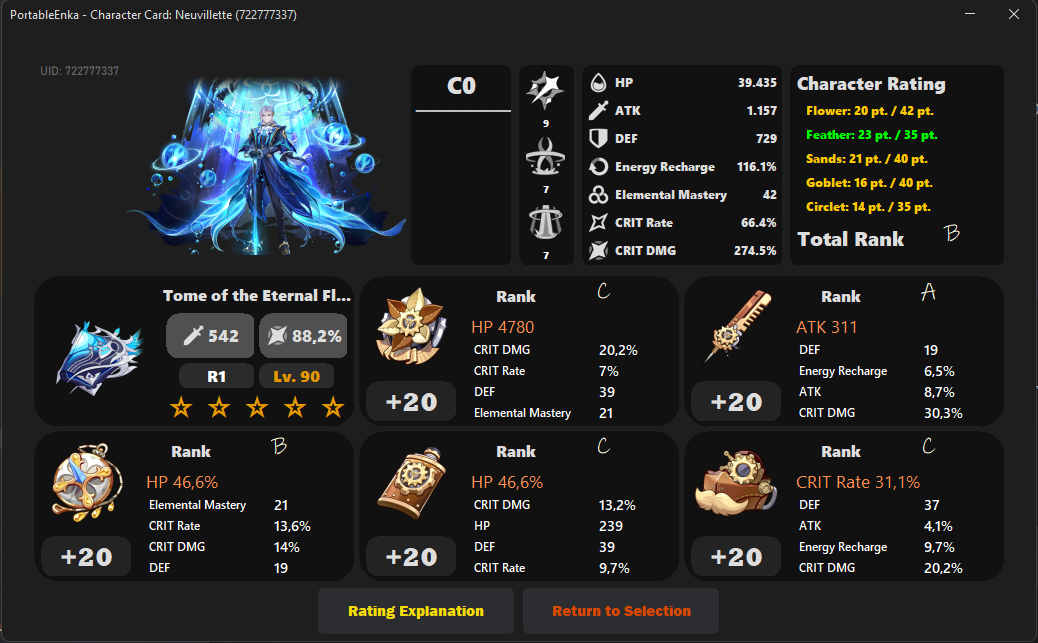 PortableEnka - Character Card: Neuvillette (722777337)
UID: 722777337
C0
9
7
7
HP 39.435
ATK 1.157
DEF 729
Energy Recharge 116.1%
Elemental Mastery 42
CRIT Rate 66.4%
CRIT DMG 274.5%
Character Rating
Flower: 20 pt. / 42 pt.
Feather: 23 pt. / 35 pt.
Sands: 21 pt. / 40 pt.
Goblet: 16 pt. / 40 pt.
Circlet: 14 pt. / 35 pt.
Total Rank B
Tome of the Eternal Fl...
542 88,2%
R1 Lv. 90
Rank C
HP 4780
CRIT DMG 20,2%
CRIT Rate 7%
DEF 39
Elemental Mastery 21
+20
Rank A
ATK 311
DEF 19
Energy Recharge 6,5%
ATK 8,7%
CRIT DMG 30,3%
+20
Rank B
HP 46,6%
Elemental Mastery 21
CRIT Rate 13,6%
CRIT DMG 14%
DEF 19
+20
Rank C
HP 46,6%
CRIT DMG 13,2%
HP 239
DEF 39
CRIT Rate 9,7%
+20
Rank C
CRIT Rate 31,1%
DEF 37
ATK 4,1%
Energy Recharge 9,7%
CRIT DMG 20,2%
+20
Rating Explanation
Return to Selection